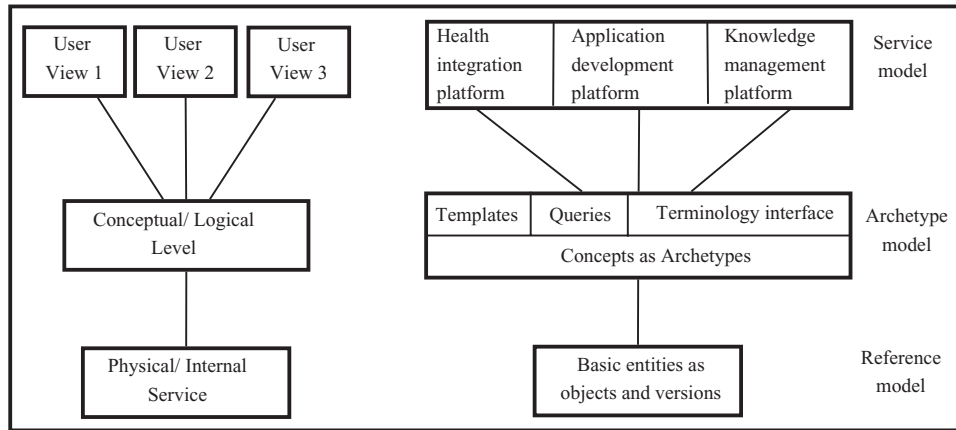 User
View 1
User
View 2
User
View 3
Conceptual/ Logical
Level
Physical/ Internal
Service
Health
integration
platform
Application
development
platform
Knowledge
management
platform
Service
model
Templates
Queries
Terminology interface
Concepts as Archetypes
Archetype
model
Basic entities as
objects and versions
Reference
model